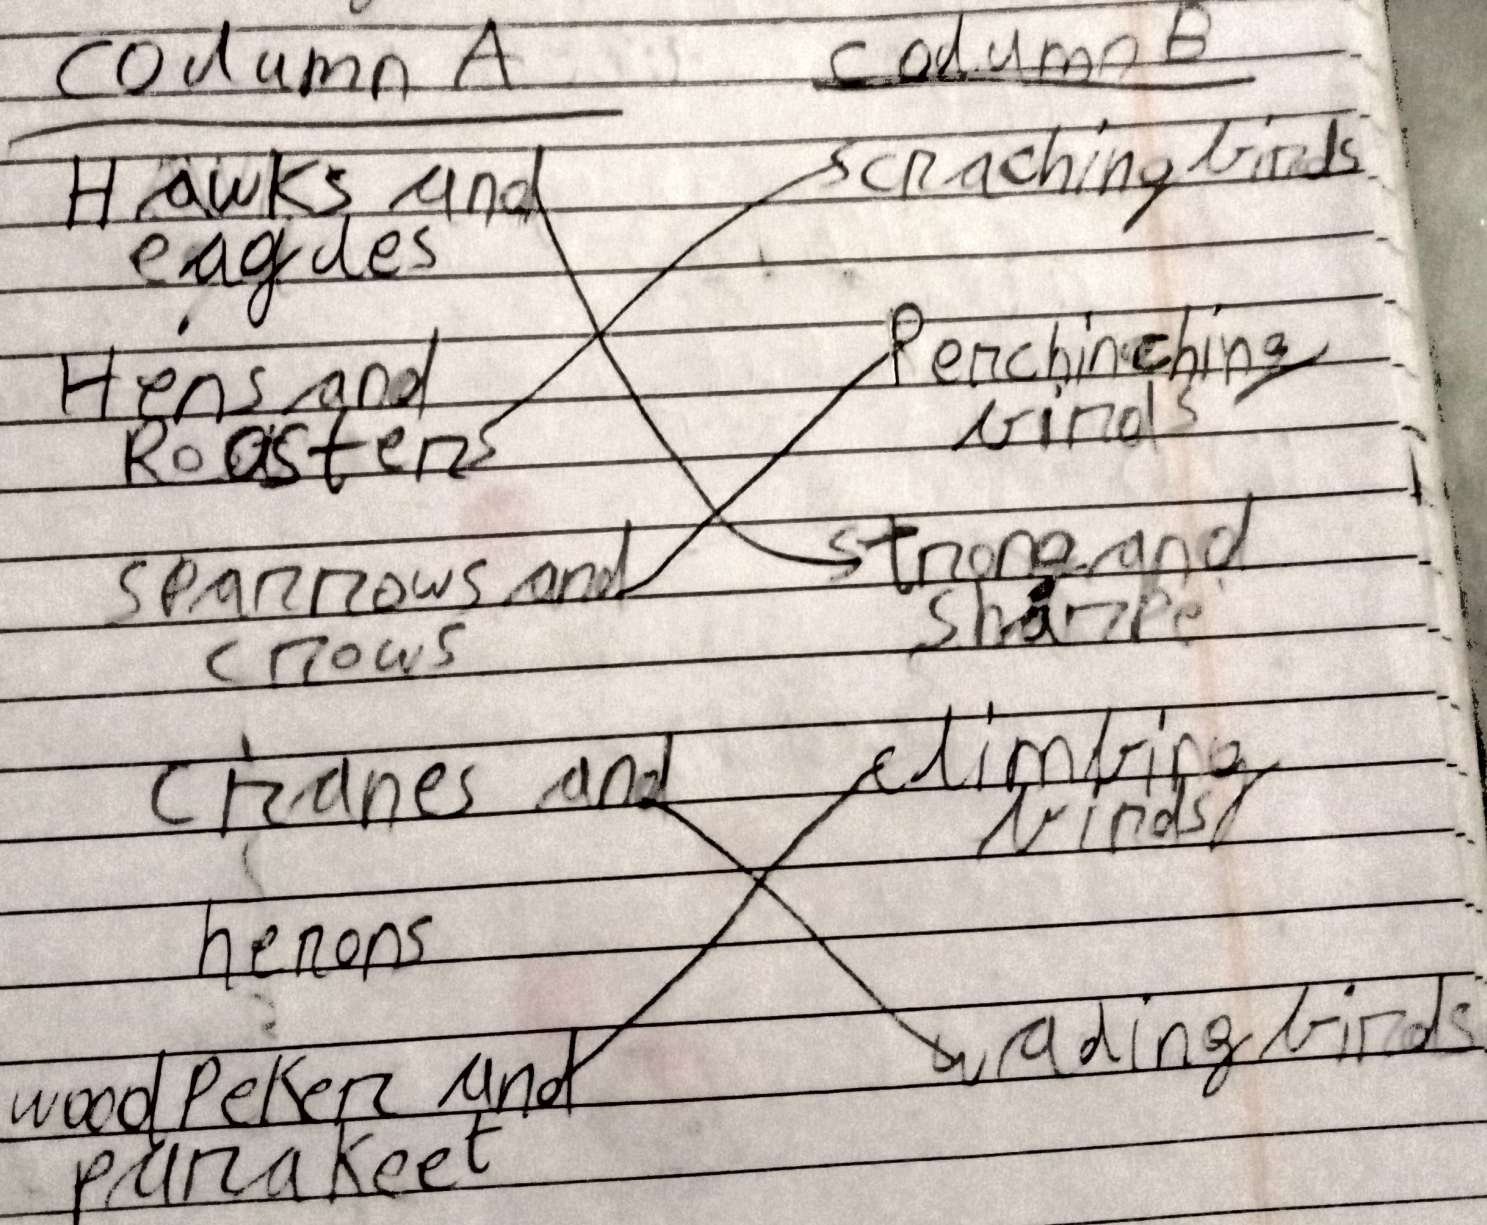 Column A
Column B
Hawks and
eagles
scraching birds
Hens and
Roosters
Perchinching
birds
sparrows and
crows
strong and
sharpe
cranes and
herons
climbing
birds
wading birds
woodPeker and
parakeet